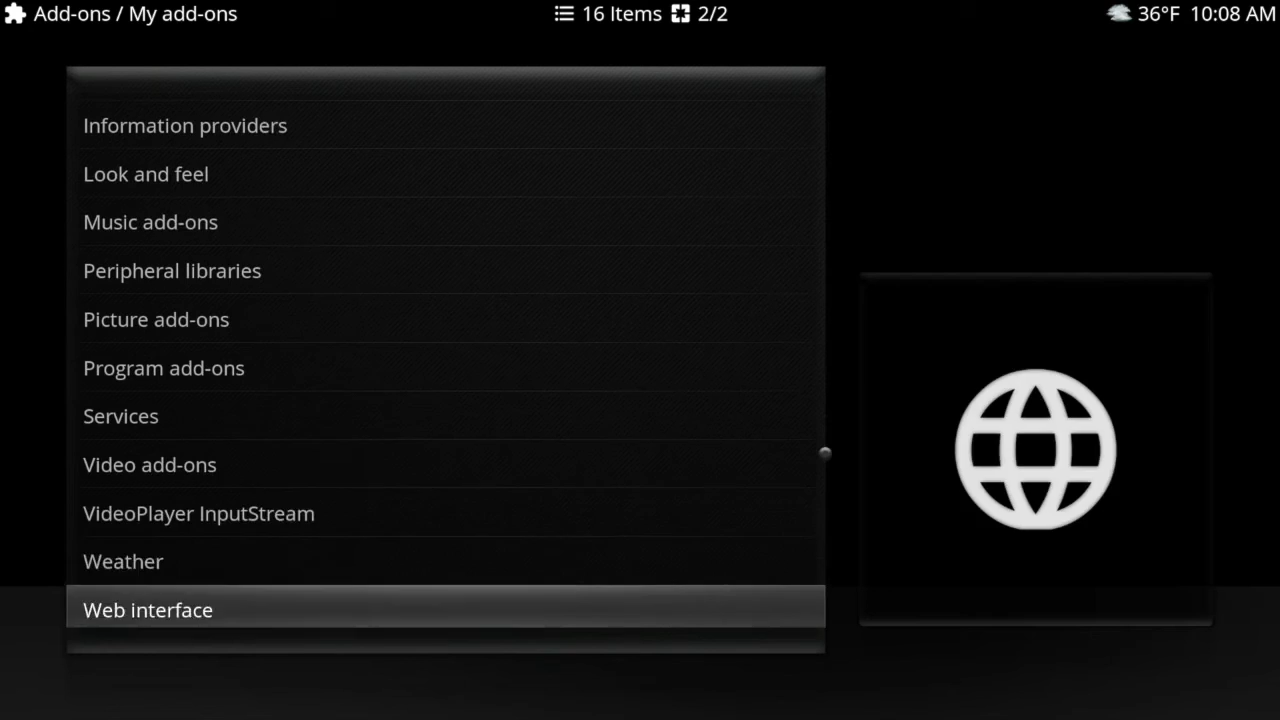 Add-ons / My add-ons 16 Items 2/2 36°F 10:08 AM
Information providers
Look and feel
Music add-ons
Peripheral libraries
Picture add-ons
Program add-ons
Services
Video add-ons
VideoPlayer InputStream
Weather
Web interface